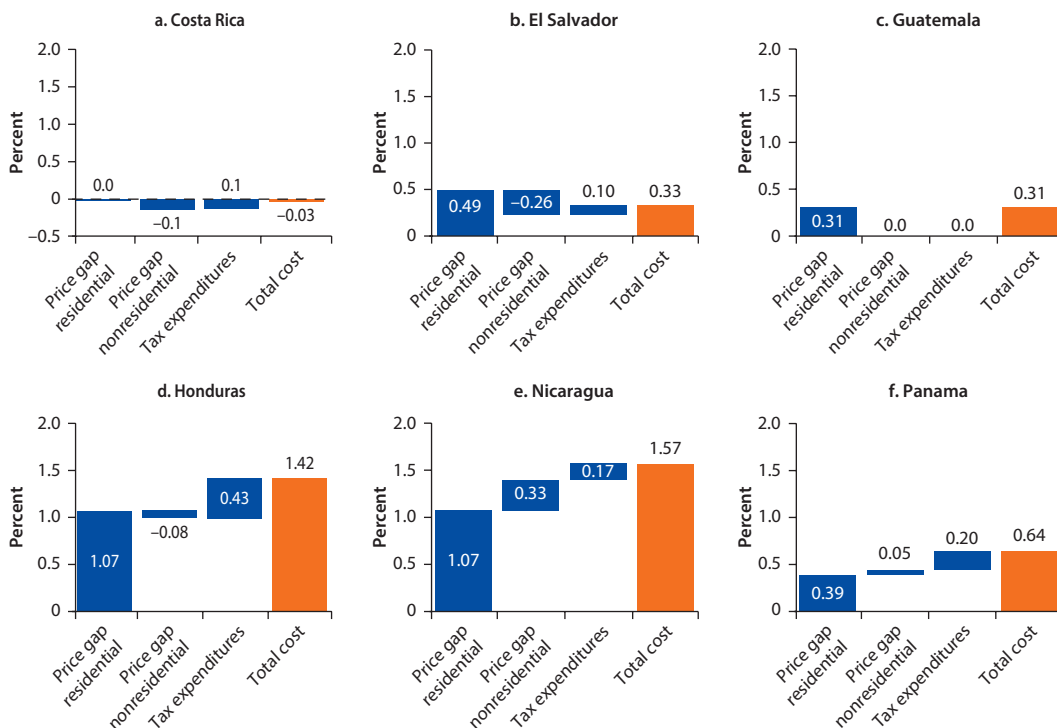 a. Costa Rica
Percent
2.0
1.5
1.0
0.5
0
–0.5
0.0
–0.1
0.1
–0.03
Price gap
residential
Price gap
nonresidential
Tax expenditures
Total cost
b. El Salvador
Percent
2.0
1.5
1.0
0.5
0
0.49
–0.26
0.10
0.33
Price gap
residential
Price gap
nonresidential
Tax expenditures
Total cost
c. Guatemala
Percent
2.0
1.5
1.0
0.5
0
0.31
0.0
0.0
0.31
Price gap
residential
Price gap
nonresidential
Tax expenditures
Total cost
d. Honduras
Percent
2.0
1.5
1.0
0.5
0
1.07
–0.08
0.43
1.42
Price gap
residential
Price gap
nonresidential
Tax expenditures
Total cost
e. Nicaragua
Percent
2.0
1.5
1.0
0.5
0
1.07
0.33
0.17
1.57
Price gap
residential
Price gap
nonresidential
Tax expenditures
Total cost
f. Panama
Percent
2.0
1.5
1.0
0.5
0
0.39
0.05
0.20
0.64
Price gap
residential
Price gap
nonresidential
Tax expenditures
Total cost